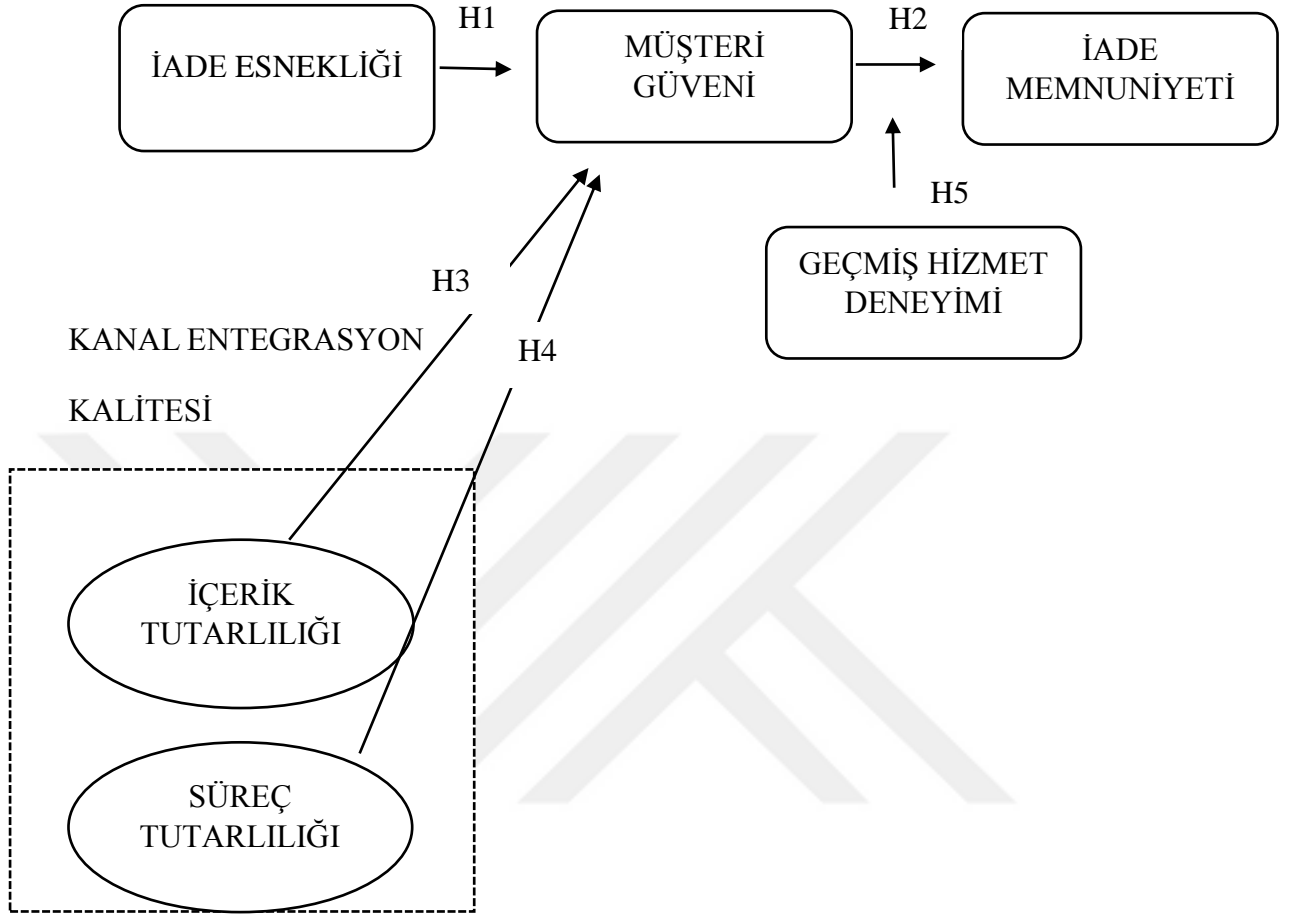 H1
H2
İADE ESNEKLİĞİ
MÜŞTERİ
GÜVENİ
İADE
MEMNUNİYETİ
H5
GEÇMİŞ HİZMET
DENEYİMİ
H3
H4
KANAL ENTEGRASYON
KALİTESİ
İÇERİK
TUTARLILIĞI
SÜREÇ
TUTARLILIĞI